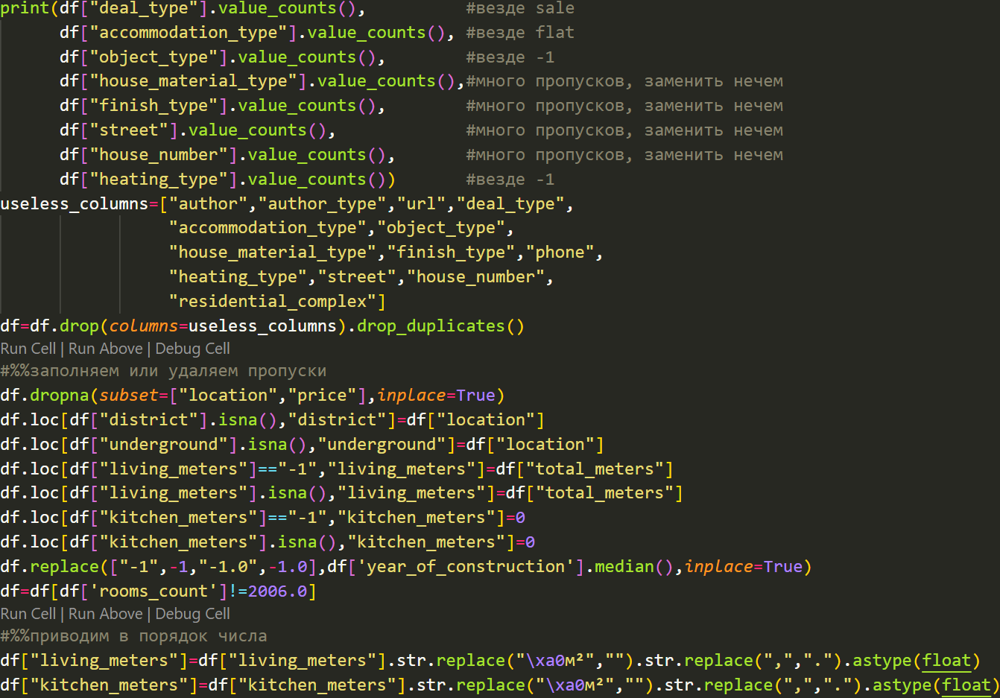 print(df["deal_type"].value_counts(),          #везде sale
      df["accommodation_type"].value_counts(), #везде flat
      df["object_type"].value_counts(),        #везде -1
      df["house_material_type"].value_counts(),#много пропусков, заменить нечем
      df["finish_type"].value_counts(),        #много пропусков, заменить нечем
      df["street"].value_counts(),             #много пропусков, заменить нечем
      df["house_number"].value_counts(),       #много пропусков, заменить нечем
      df["heating_type"].value_counts())       #везде -1
useless_columns=["author","author_type","url","deal_type",
                 "accommodation_type","object_type",
                 "house_material_type","finish_type","phone",
                 "heating_type","street","house_number",
                 "residential_complex"]
df=df.drop(columns=useless_columns).drop_duplicates()
Run Cell | Run Above | Debug Cell
#%%заполняем или удаляем пропуски
df.dropna(subset=["location","price"],inplace=True)
df.loc[df["district"].isna(),"district"]=df["location"]
df.loc[df["underground"].isna(),"underground"]=df["location"]
df.loc[df["living_meters"]=="-1","living_meters"]=df["total_meters"]
df.loc[df["living_meters"].isna(),"living_meters"]=df["total_meters"]
df.loc[df["kitchen_meters"]=="-1","kitchen_meters"]=0
df.loc[df["kitchen_meters"].isna(),"kitchen_meters"]=0
df.replace(["-1",-1,"-1.0",-1.0],df['year_of_construction'].median(),inplace=True)
df=df[df['rooms_count']!=2006.0]
Run Cell | Run Above | Debug Cell
#%%приводим в порядок числа
df["living_meters"]=df["living_meters"].str.replace("\xa0м²","").str.replace(",",".").astype(float)
df["kitchen_meters"]=df["kitchen_meters"].str.replace("\xa0м²","").str.replace(",",".").astype(float)